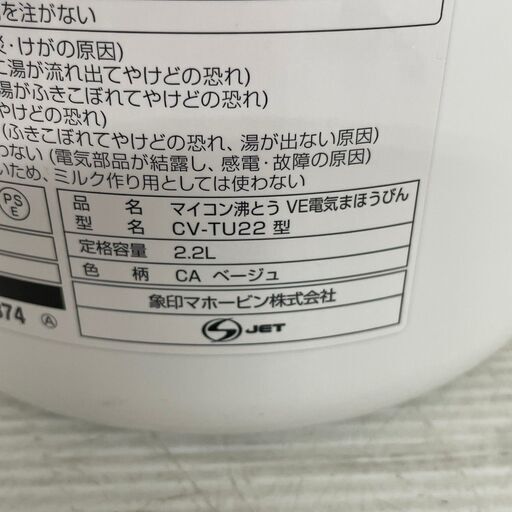 を注がない
災・けがの原因)
に湯が流れ出てやけどの恐れ
湯がふきこぼれてやけどの恐れ)
やけどの恐れ)
(ふきこぼれてやけどの恐れ、湯が出ない原因)
わない (電気部品が結露し、感電・故障の原因)
いため、ミルク作り用としては使わない
PS
E
品 名 マイコン沸とう VE電気まほうびん
型 名 CV-TU22 型
定格容量 2.2L
色 柄 CA ベージュ
象印マホービン株式会社
S JET
874 Ⓐ